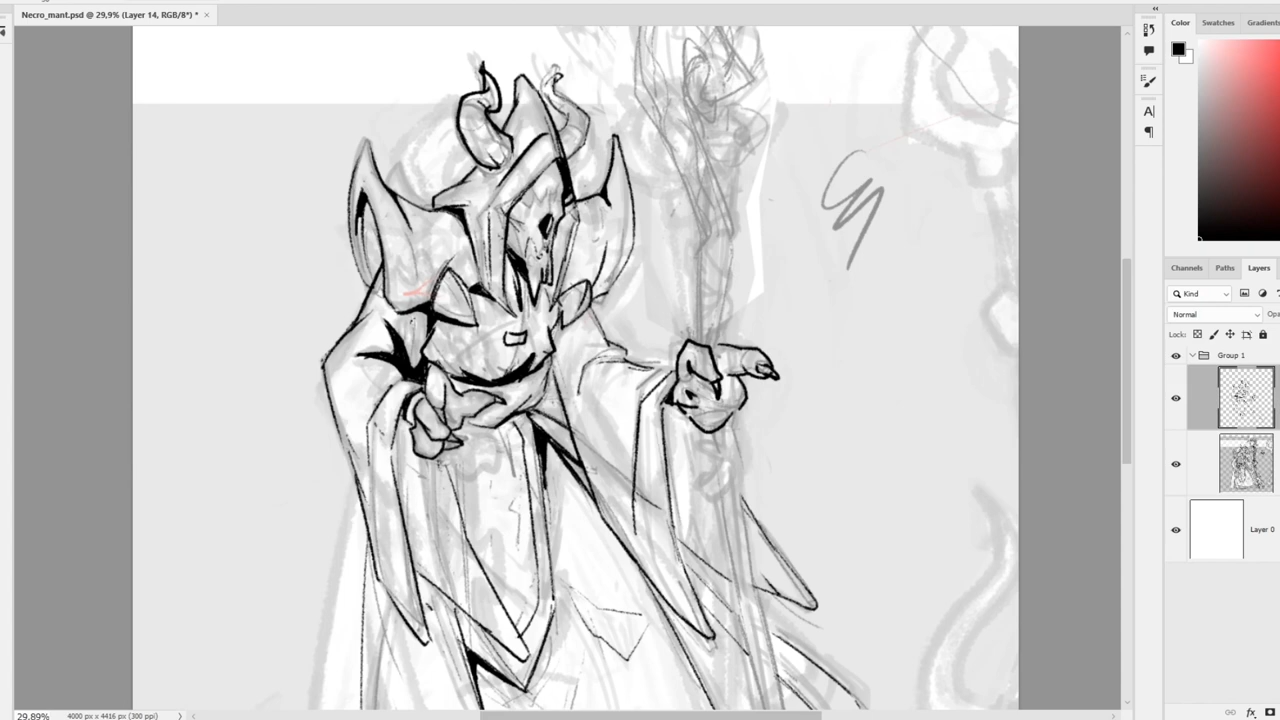 Necro_mant.psd @ 29,9% (Layer 14, RGB/8*) * ×
Color Swatches Gradients
Channels Paths Layers
Kind
Normal Opa
Lock:
Group 1
Layer 0
29,89% 4000 px x 4416 px (300 ppi)
fx